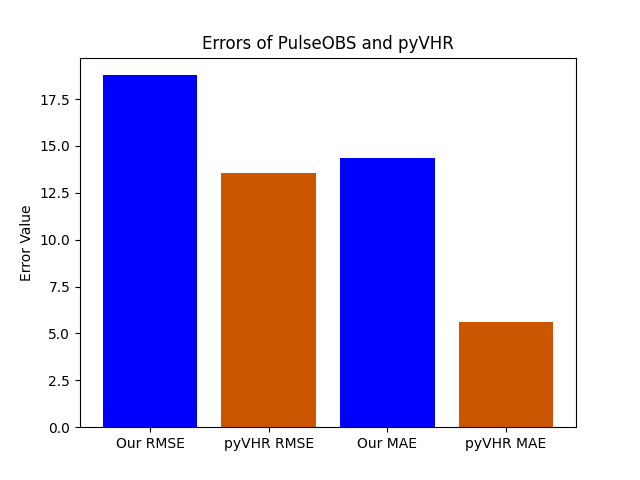 Errors of PulseOBS and pyVHR
Error Value
17.5
15.0
12.5
10.0
7.5
5.0
2.5
0.0
Our RMSE
pyVHR RMSE
Our MAE
pyVHR MAE